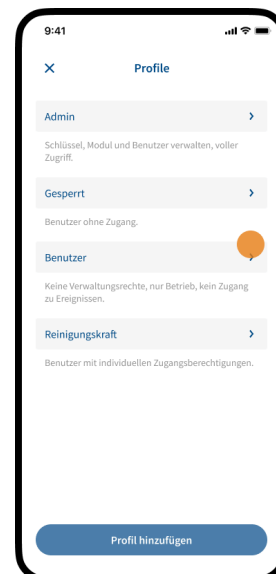 9:41
Profile
Admin
Schlüssel, Modul und Benutzer verwalten, voller
Zugriff.
Gesperrt
Benutzer ohne Zugang.
Benutzer
Keine Verwaltungsrechte, nur Betrieb, kein Zugang
zu Ereignissen.
Reinigungskraft
Benutzer mit individuellen Zugangsberechtigungen.
Profil hinzufügen